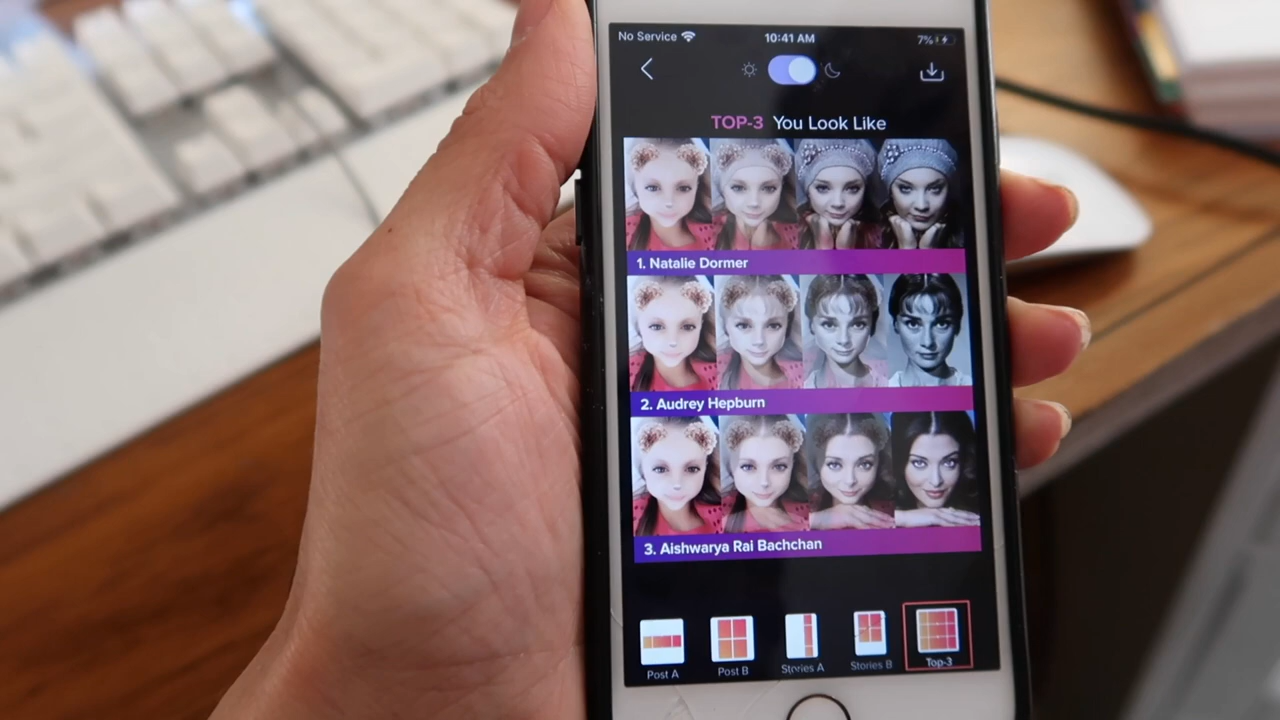 No Service
10:41 AM
7%
TOP-3 You Look Like
1. Natalie Dormer
2. Audrey Hepburn
3. Aishwarya Rai Bachchan
Post A
Post B
Stories A
Stories B
Top-3